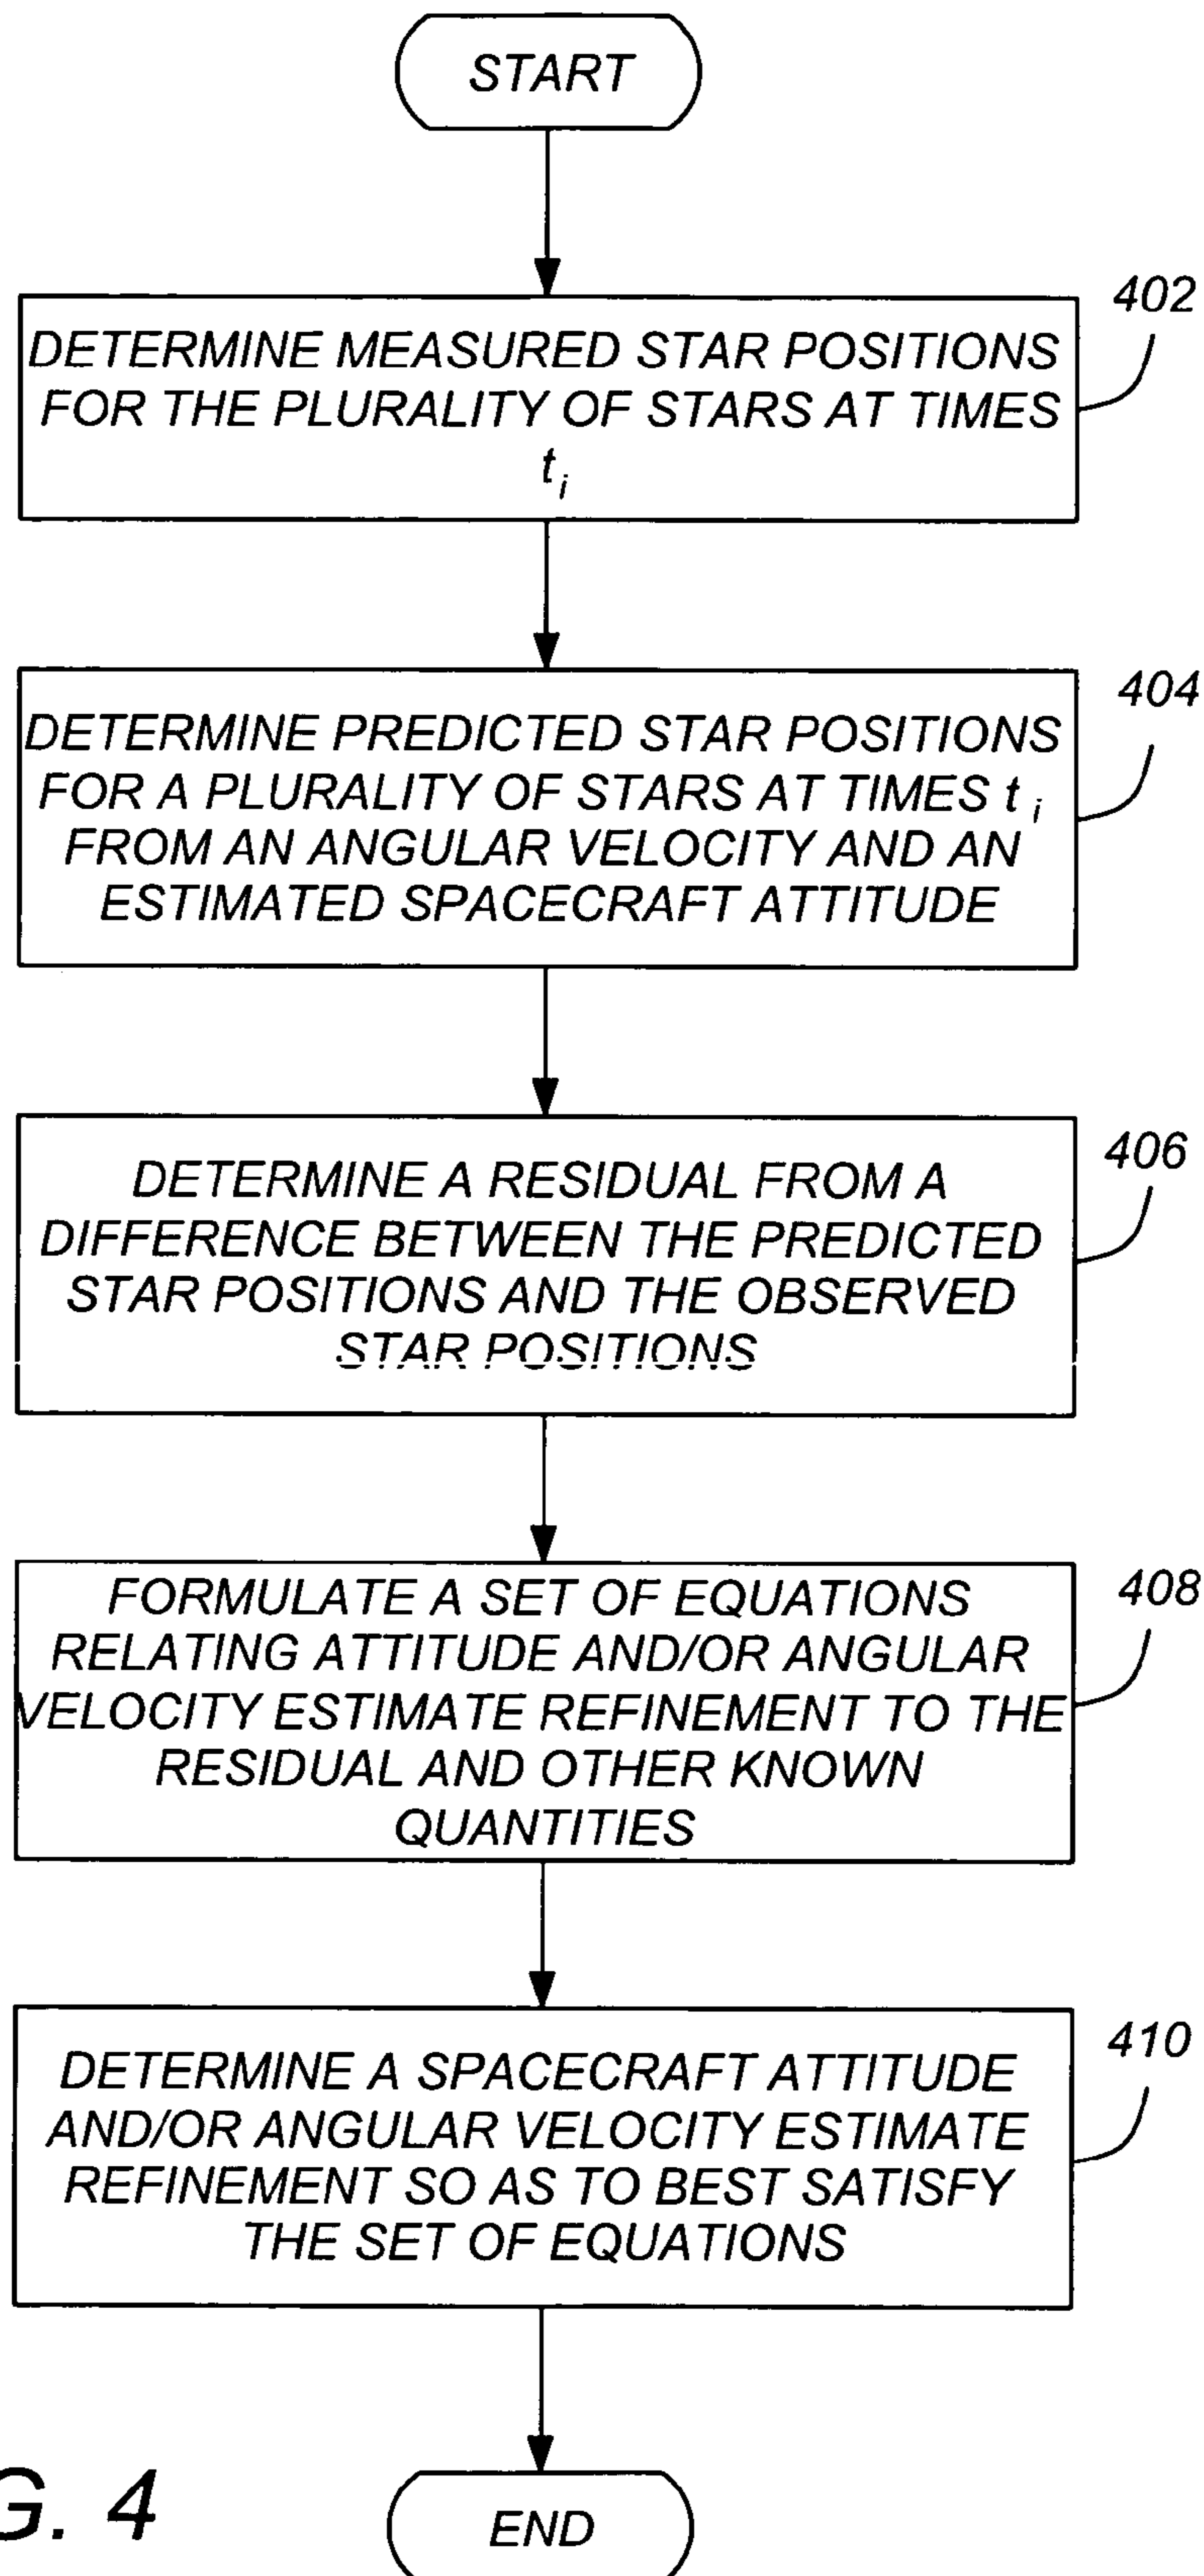 START
402
DETERMINE MEASURED STAR POSITIONS
FOR THE PLURALITY OF STARS AT TIMES
t i
404
DETERMINE PREDICTED STAR POSITIONS
FOR A PLURALITY OF STARS AT TIMES t i
FROM AN ANGULAR VELOCITY AND AN
ESTIMATED SPACECRAFT ATTITUDE
406
DETERMINE A RESIDUAL FROM A
DIFFERENCE BETWEEN THE PREDICTED
STAR POSITIONS AND THE OBSERVED
STAR POSITIONS
408
FORMULATE A SET OF EQUATIONS
RELATING ATTITUDE AND/OR ANGULAR
VELOCITY ESTIMATE REFINEMENT TO THE
RESIDUAL AND OTHER KNOWN
QUANTITIES
410
DETERMINE A SPACECRAFT ATTITUDE
AND/OR ANGULAR VELOCITY ESTIMATE
REFINEMENT SO AS TO BEST SATISFY
THE SET OF EQUATIONS
G. 4
END